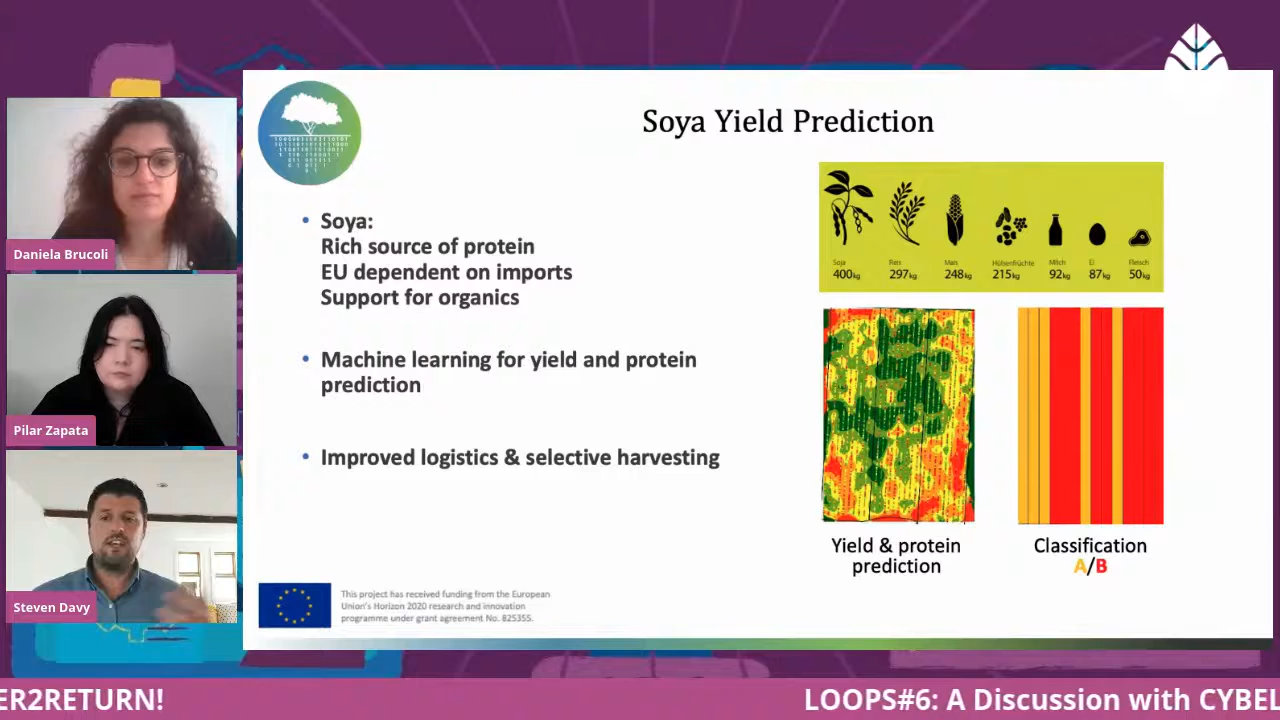 Soya Yield Prediction
Daniela Brucoli
Pilar Zapata
Steven Davy
• Soya:
Rich source of protein
EU dependent on imports
Support for organics
• Machine learning for yield and protein
prediction
• Improved logistics & selective harvesting
Soja Reis Mais Hülsenfrüchte Milch Ei Fleisch
400kg 297kg 248kg 215kg 92kg 87kg 50kg
Yield & protein
prediction
Classification
A/B
This project has received funding from the European
Union's Horizon 2020 research and innovation
programme under grant agreement No. 825355.
ER2RETURN! LOOPS#6: A Discussion with CYBEL